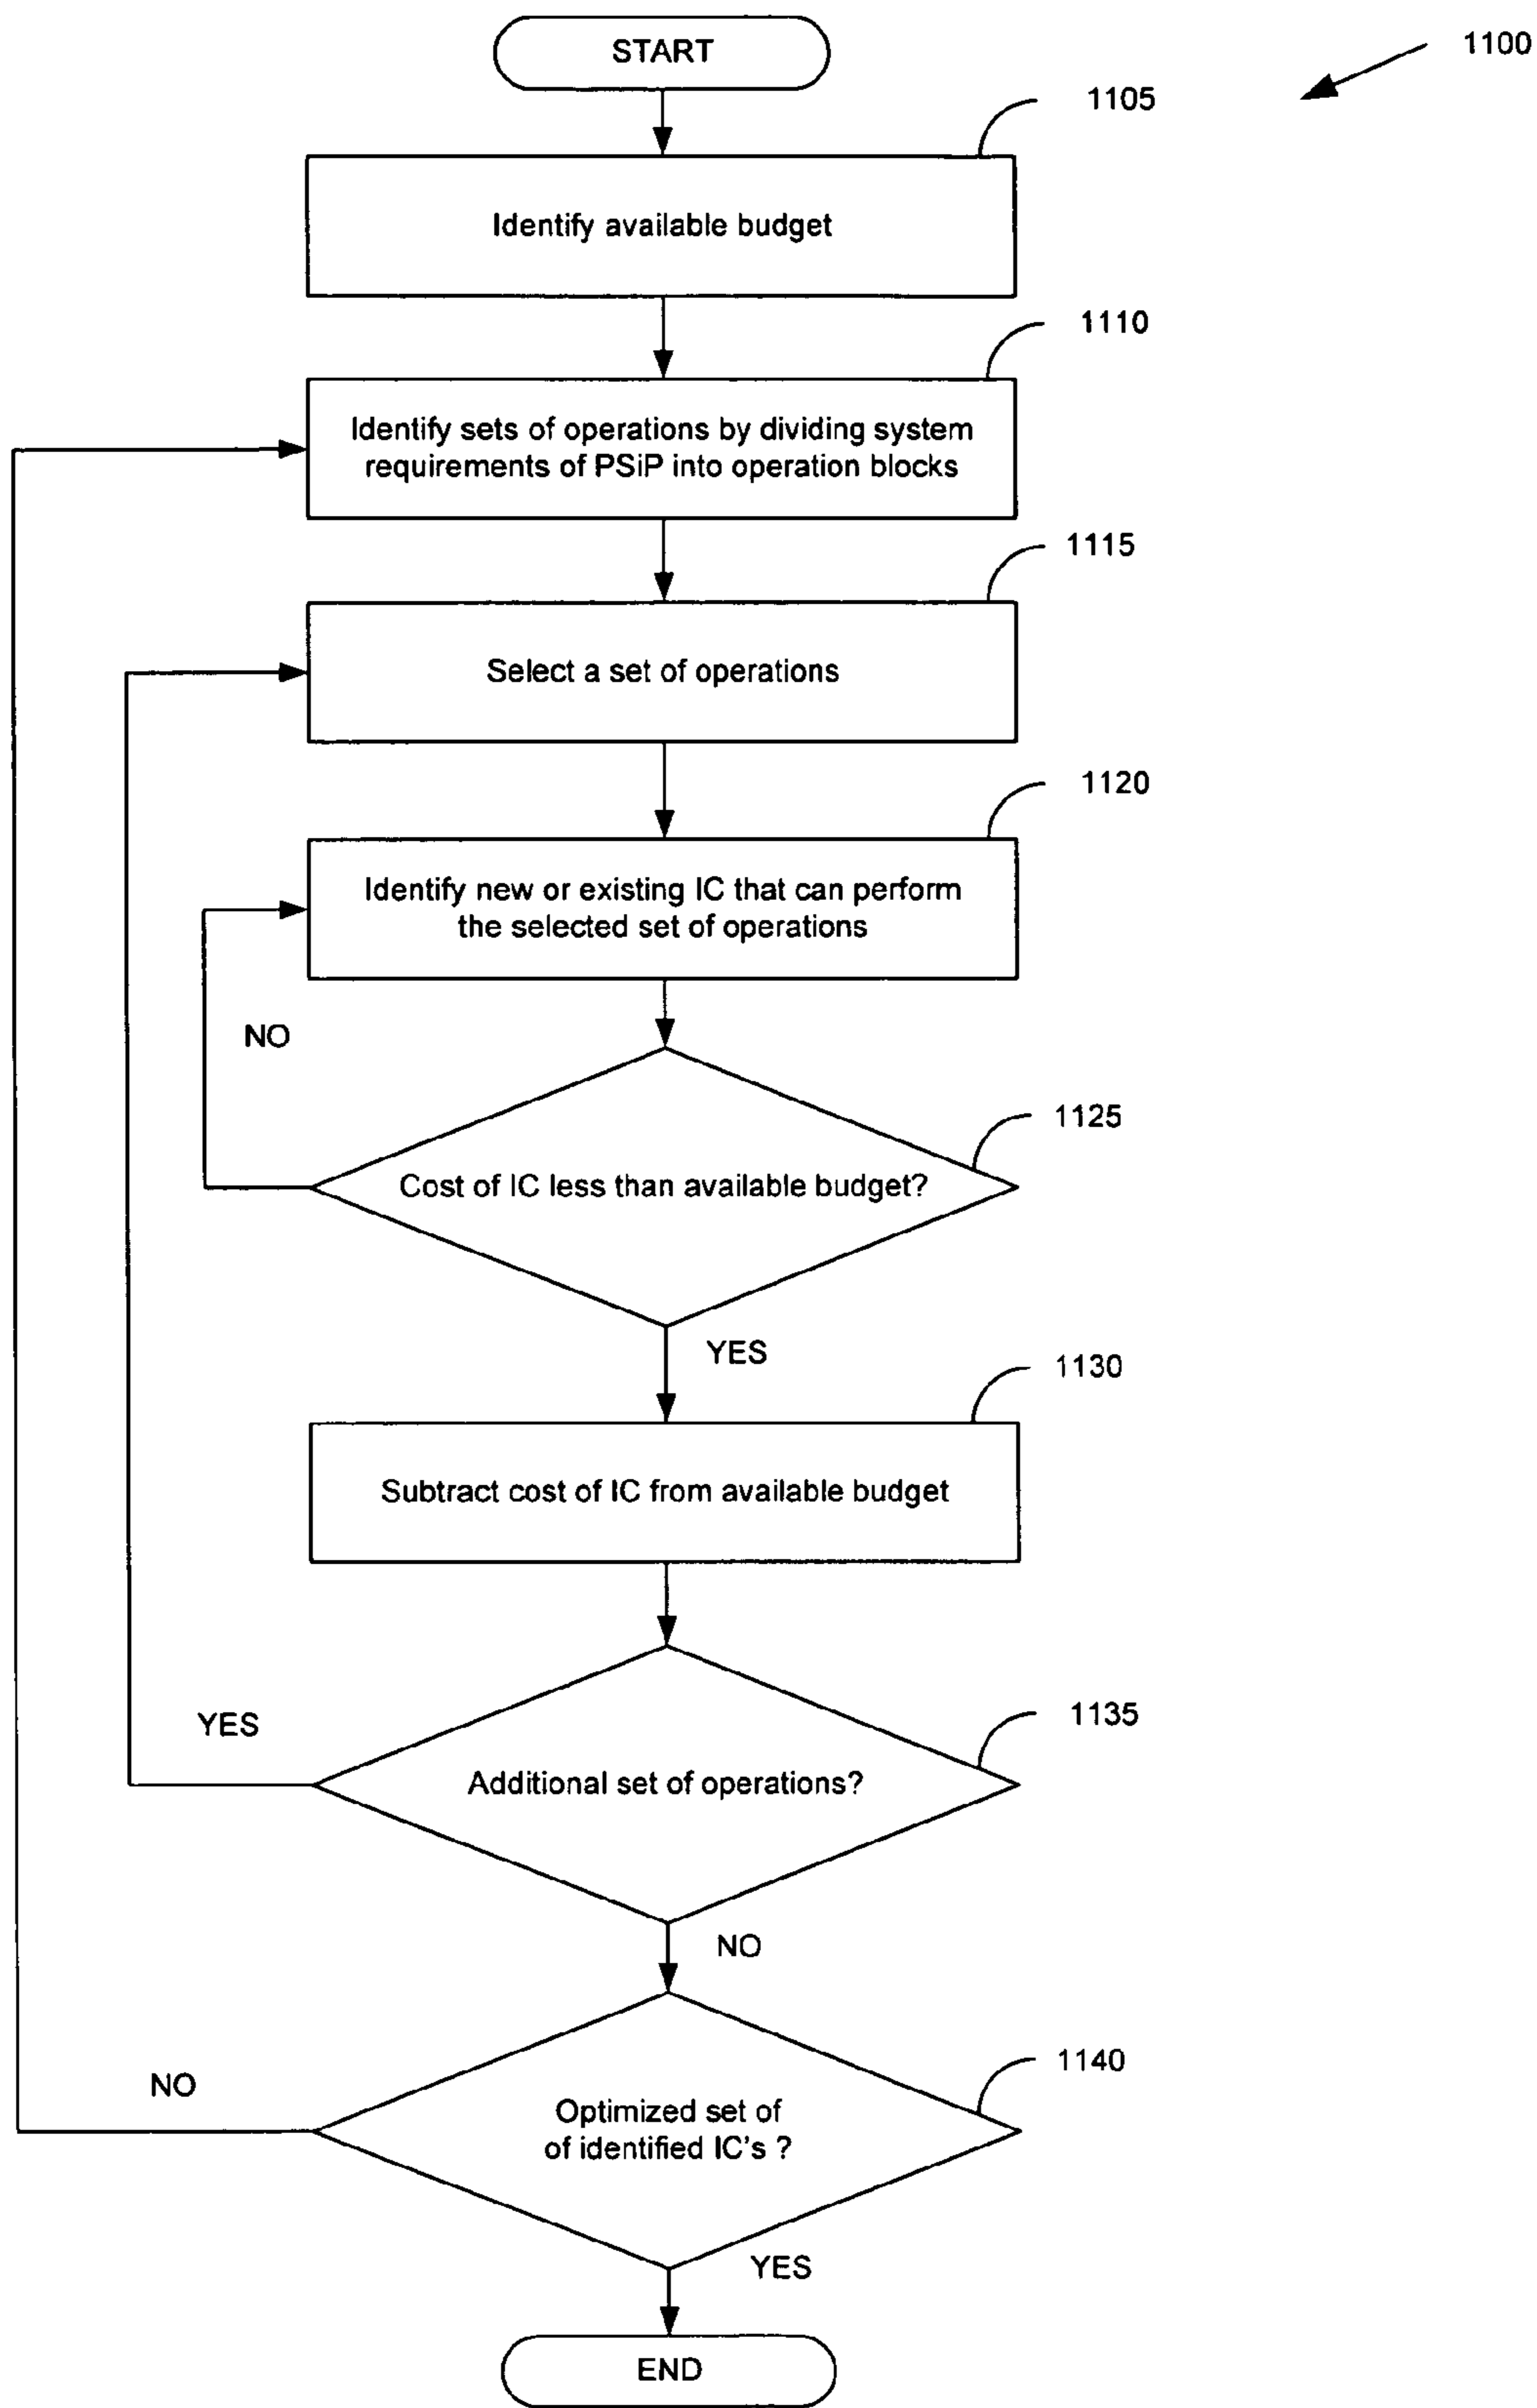 START
1100
1105
Identify available budget
1110
Identify sets of operations by dividing system
requirements of PSiP into operation blocks
1115
Select a set of operations
1120
Identify new or existing IC that can perform
the selected set of operations
NO
1125
Cost of IC less than available budget?
YES
1130
Subtract cost of IC from available budget
YES
1135
Additional set of operations?
NO
1140
NO
Optimized set of
of identified IC's ?
YES
END